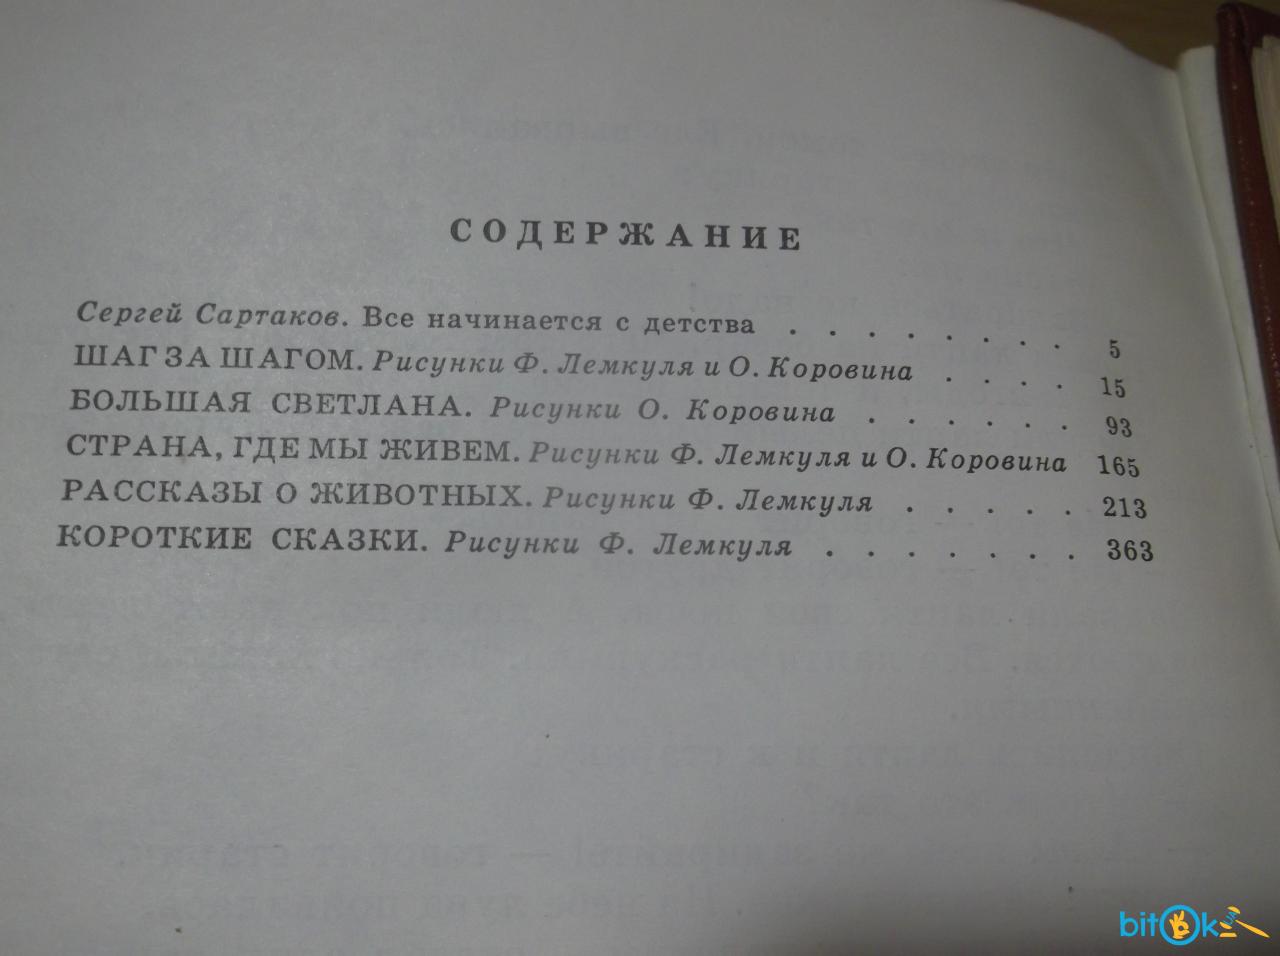 СОДЕРЖАНИЕ
Сергей Сартаков. Все начинается с детства . . . . . . . . 5
ШАГ ЗА ШАГОМ. Рисунки Ф. Лемкуля и О. Коровина . . . . 15
БОЛЬШАЯ СВЕТЛАНА. Рисунки О. Коровина . . . . . . 93
СТРАНА, ГДЕ МЫ ЖИВЕМ. Рисунки Ф. Лемкуля и О. Коровина 165
РАССКАЗЫ О ЖИВОТНЫХ. Рисунки Ф. Лемкуля . . . . . 213
КОРОТКИЕ СКАЗКИ. Рисунки Ф. Лемкуля . . . . . . . 363
bitOk UA